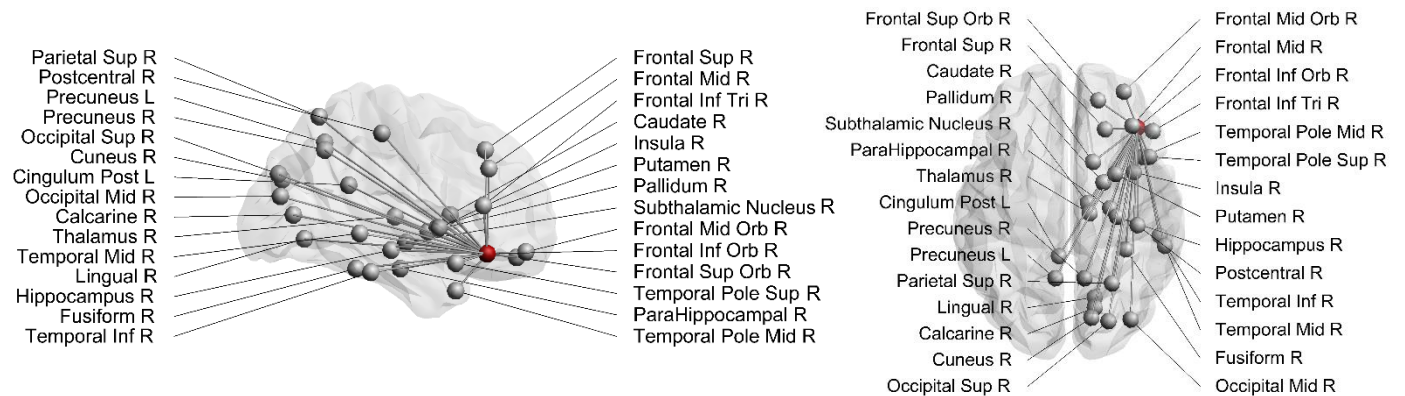 Parietal Sup R
Postcentral R
Precuneus L
Precuneus R
Occipital Sup R
Cuneus R
Cingulum Post L
Occipital Mid R
Calcarine R
Thalamus R
Temporal Mid R
Lingual R
Hippocampus R
Fusiform R
Temporal Inf R
Frontal Sup R
Frontal Mid R
Frontal Inf Tri R
Caudate R
Insula R
Putamen R
Pallidum R
Subthalamic Nucleus R
Frontal Mid Orb R
Frontal Inf Orb R
Frontal Sup Orb R
Temporal Pole Sup R
ParaHippocampal R
Temporal Pole Mid R
Frontal Sup Orb R
Frontal Sup R
Caudate R
Pallidum R
Subthalamic Nucleus R
ParaHippocampal R
Thalamus R
Cingulum Post L
Precuneus R
Precuneus L
Parietal Sup R
Lingual R
Calcarine R
Cuneus R
Occipital Sup R
Frontal Mid Orb R
Frontal Mid R
Frontal Inf Orb R
Frontal Inf Tri R
Temporal Pole Mid R
Temporal Pole Sup R
Insula R
Putamen R
Hippocampus R
Postcentral R
Temporal Inf R
Temporal Mid R
Fusiform R
Occipital Mid R